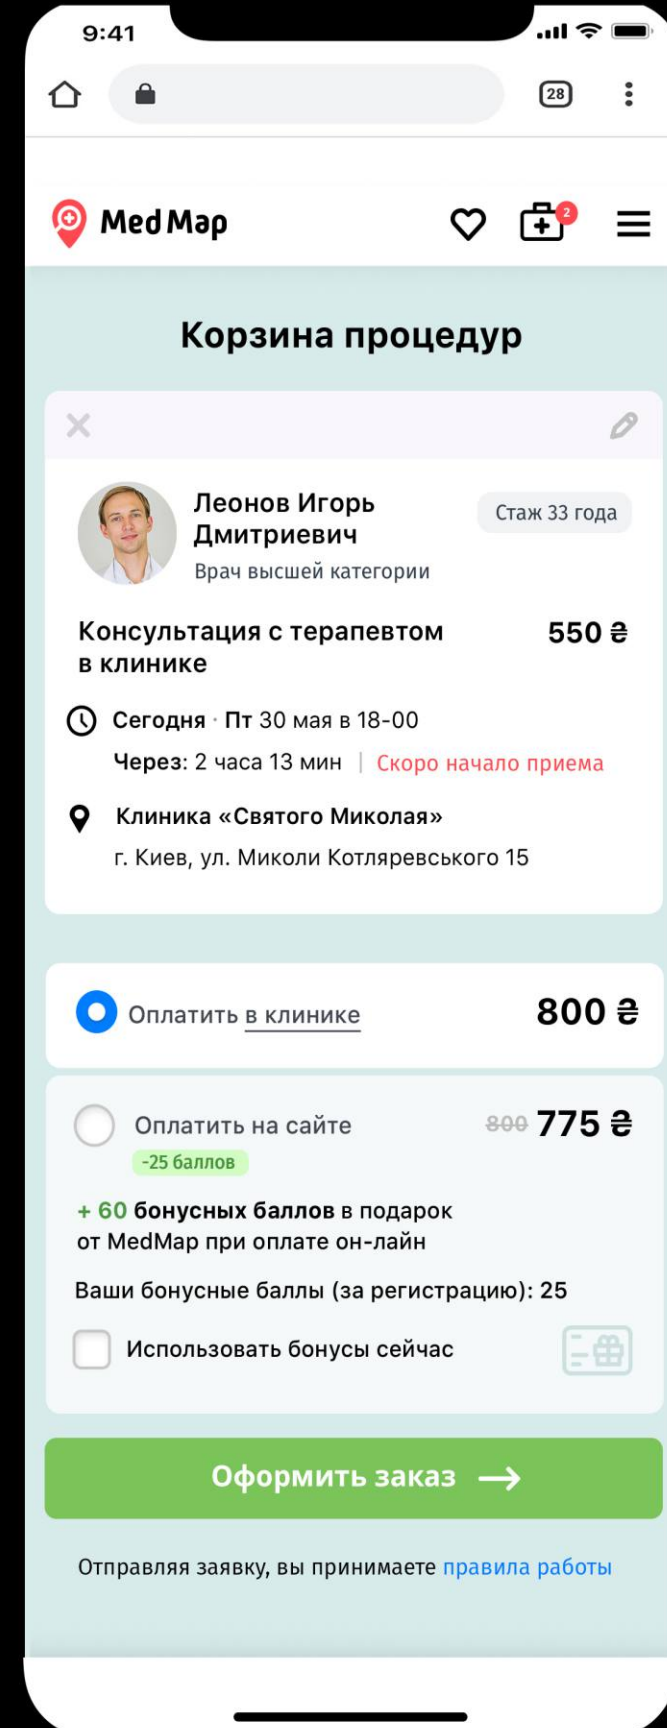 9:41
28
MedMap
2
Корзина процедур
Леонов Игорь
Дмитриевич
Стаж 33 года
Врач высшей категории
Консультация с терапевтом
в клинике
550 ₴
Сегодня · Пт 30 мая в 18-00
Через: 2 часа 13 мин | Скоро начало приема
Клиника «Святого Миколая»
г. Киев, ул. Миколи Котляревського 15
Оплатить в клинике
800 ₴
Оплатить на сайте
800 775 ₴
-25 баллов
+ 60 бонусных баллов в подарок
от MedMap при оплате он-лайн
Ваши бонусные баллы (за регистрацию): 25
Использовать бонусы сейчас
Оформить заказ →
Отправляя заявку, вы принимаете правила работы